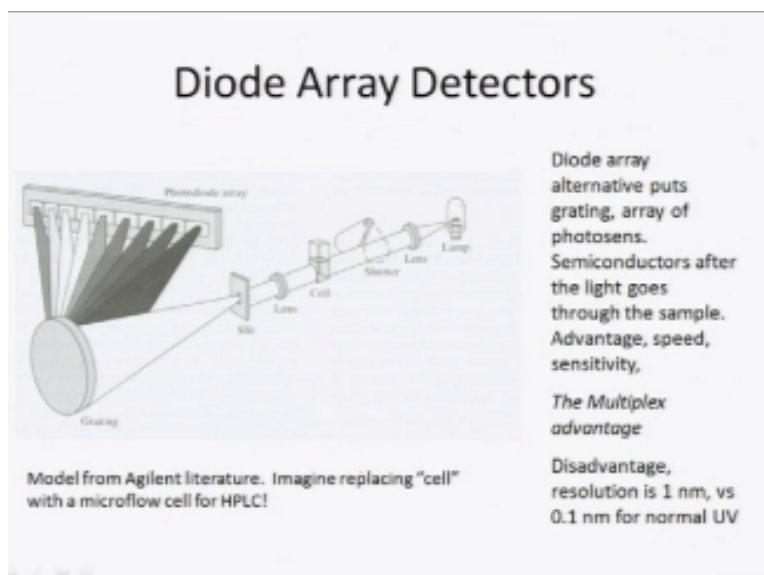 Diode Array Detectors
Diode array
alternative puts
grating, array of
photosens.
Semiconductors after
the light goes
through the sample.
Advantage, speed,
sensitivity,
The Multiplex
advantage
Disadvantage,
resolution is 1 nm, vs
0.1 nm for normal UV
Photodiode array
Lamp
Lens
Shutter
Cell
Lens
Slit
Grating
Model from Agilent literature. Imagine replacing “cell”
with a microflow cell for HPLC!